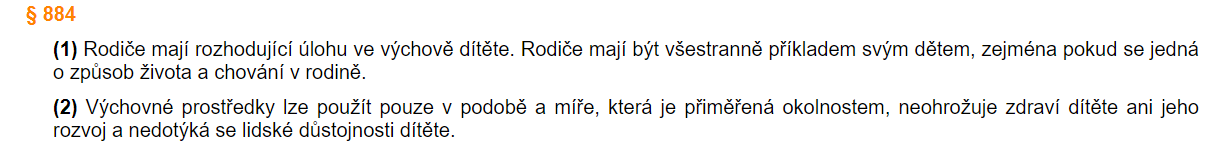 § 884
(1) Rodiče mají rozhodující úlohu ve výchově dítěte. Rodiče mají být všestranně příkladem svým dětem, zejména pokud se jedná
o způsob života a chování v rodině.
(2) Výchovné prostředky lze použít pouze v podobě a míře, která je přiměřená okolnostem, neohrožuje zdraví dítěte ani jeho
rozvoj a nedotýká se lidské důstojnosti dítěte.